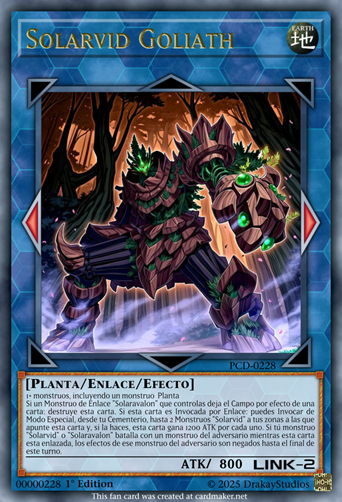 Solarvid Goliath
EARTH
地
PCD-0228
[Planta/Enlace/Efecto]
1+ monstruos, incluyendo un monstruo Planta
Si un Monstruo de Enlace "Solaravalon" que controlas deja el Campo por efecto de una
carta: destruye esta carta. Si esta carta es Invocada por Enlace: puedes Invocar de
Modo Especial, desde tu Cementerio, hasta 2 Monstruos "Solarvid" a tus zonas a las que
apunte esta carta y, si la haces, esta carta gana 1000 ATK por cada uno. Si tu monstruo
"Solarvid" o "Solaravalon" batalla con un monstruo del adversario mientras esta carta
esta enlazada, los efectos de ese monstruo del adversario son negados hasta el final de
este turno.
ATK/ 800 LINK-2
00000228 1st Edition
© 2025 DrakayStudios
This fan card was created at cardmaker.net